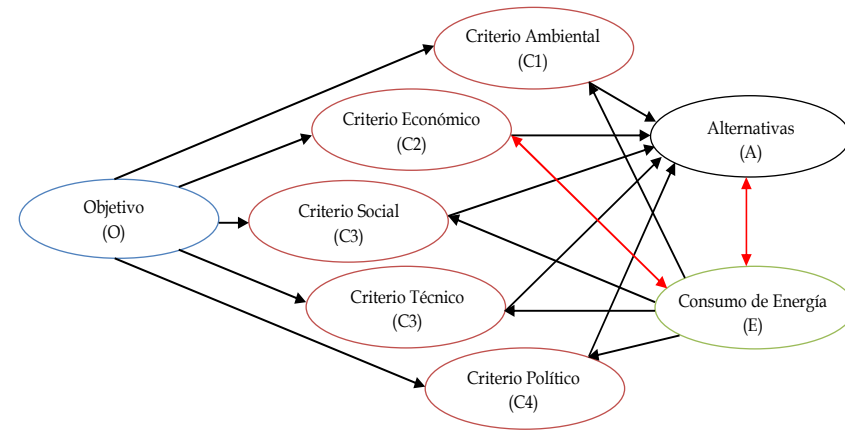 Criterio Ambiental
(C1)
Criterio Económico
(C2)
Alternativas
(A)
Objetivo
(O)
Criterio Social
(C3)
Criterio Técnico
(C3)
Consumo de Energía
(E)
Criterio Político
(C4)